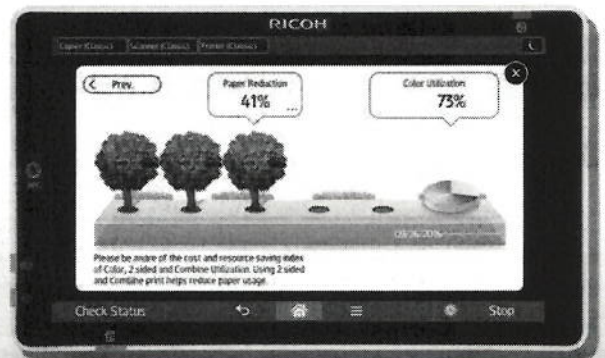 RICOH
Copier (Classic) Scanner (Classic) Printer (Classic)
Prev.
Paper Reduction
41%
...
Color Utilization
73%
Please be aware of the cost and resource saving index
of Color, 2 sided and Combine Utilization. Using 2 sided
and Combine print helps reduce paper usage.
Check Status
Stop